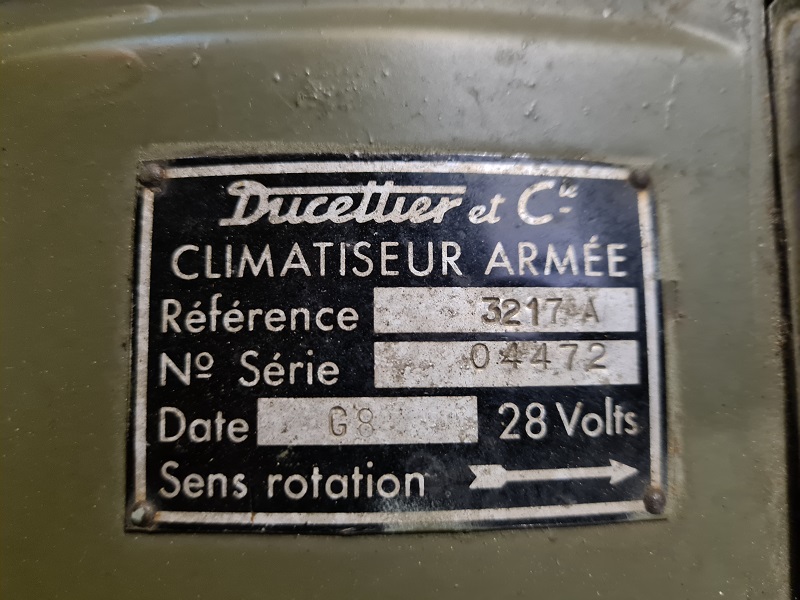 Ducellier et Cie
CLIMATISEUR ARMÉE
Référence 3217 A
Nº Série 04472
Date G8 28 Volts
Sens rotation